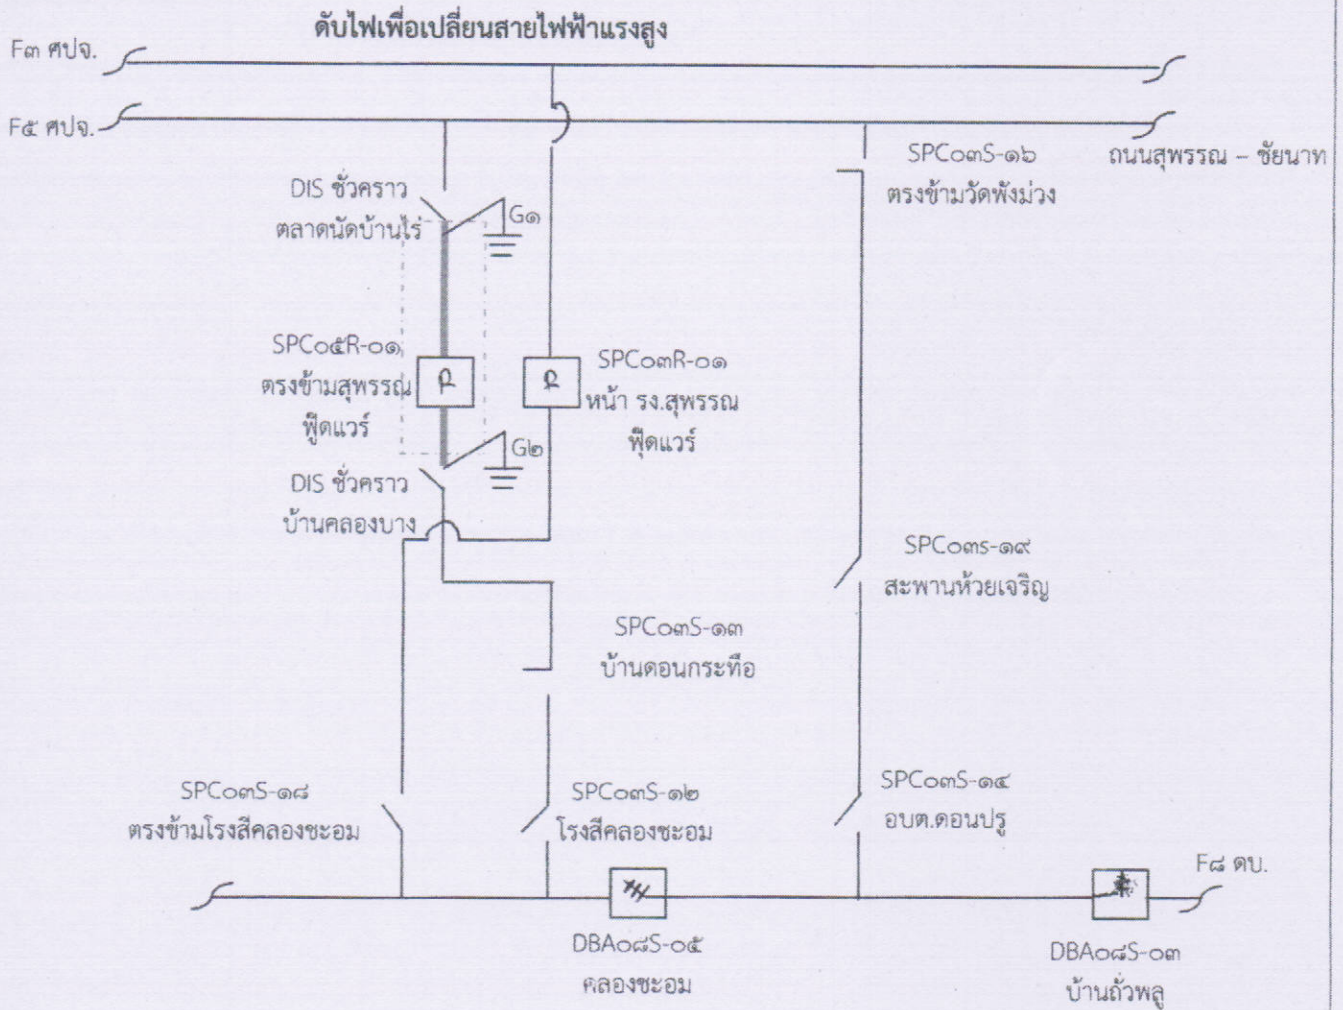 ดับไฟเพื่อเปลี่ยนสายไฟฟ้าแรงสูง
F๓ ศปจ.
F๕ ศปจ.
ถนนสุพรรณ – ชัยนาท
SPC๐๓S-๑๖
ตรงข้ามวัดพังม่วง
DIS ชั่วคราว
ตลาดนัดบ้านไร่
G๑
SPC๐๕R-๐๑
ตรงข้ามสุพรรณ
ฟู๊ดแวร์
R
R
SPC๐๓R-๐๑
หน้า รง.สุพรรณ
ฟู๊ดแวร์
G๒
DIS ชั่วคราว
บ้านคลองบาง
SPC๐๓s-๑๙
สะพานห้วยเจริญ
SPC๐๓S-๑๓
บ้านดอนกระทือ
SPC๐๓S-๑๘
ตรงข้ามโรงสีคลองชะอม
SPC๐๓S-๑๒
โรงสีคลองชะอม
SPC๐๓S-๑๔
อบต.ดอนปรู
F๘ ดบ.
DBA๐๘S-๐๕
คลองชะอม
DBA๐๘S-๐๓
บ้านถั่วพลู